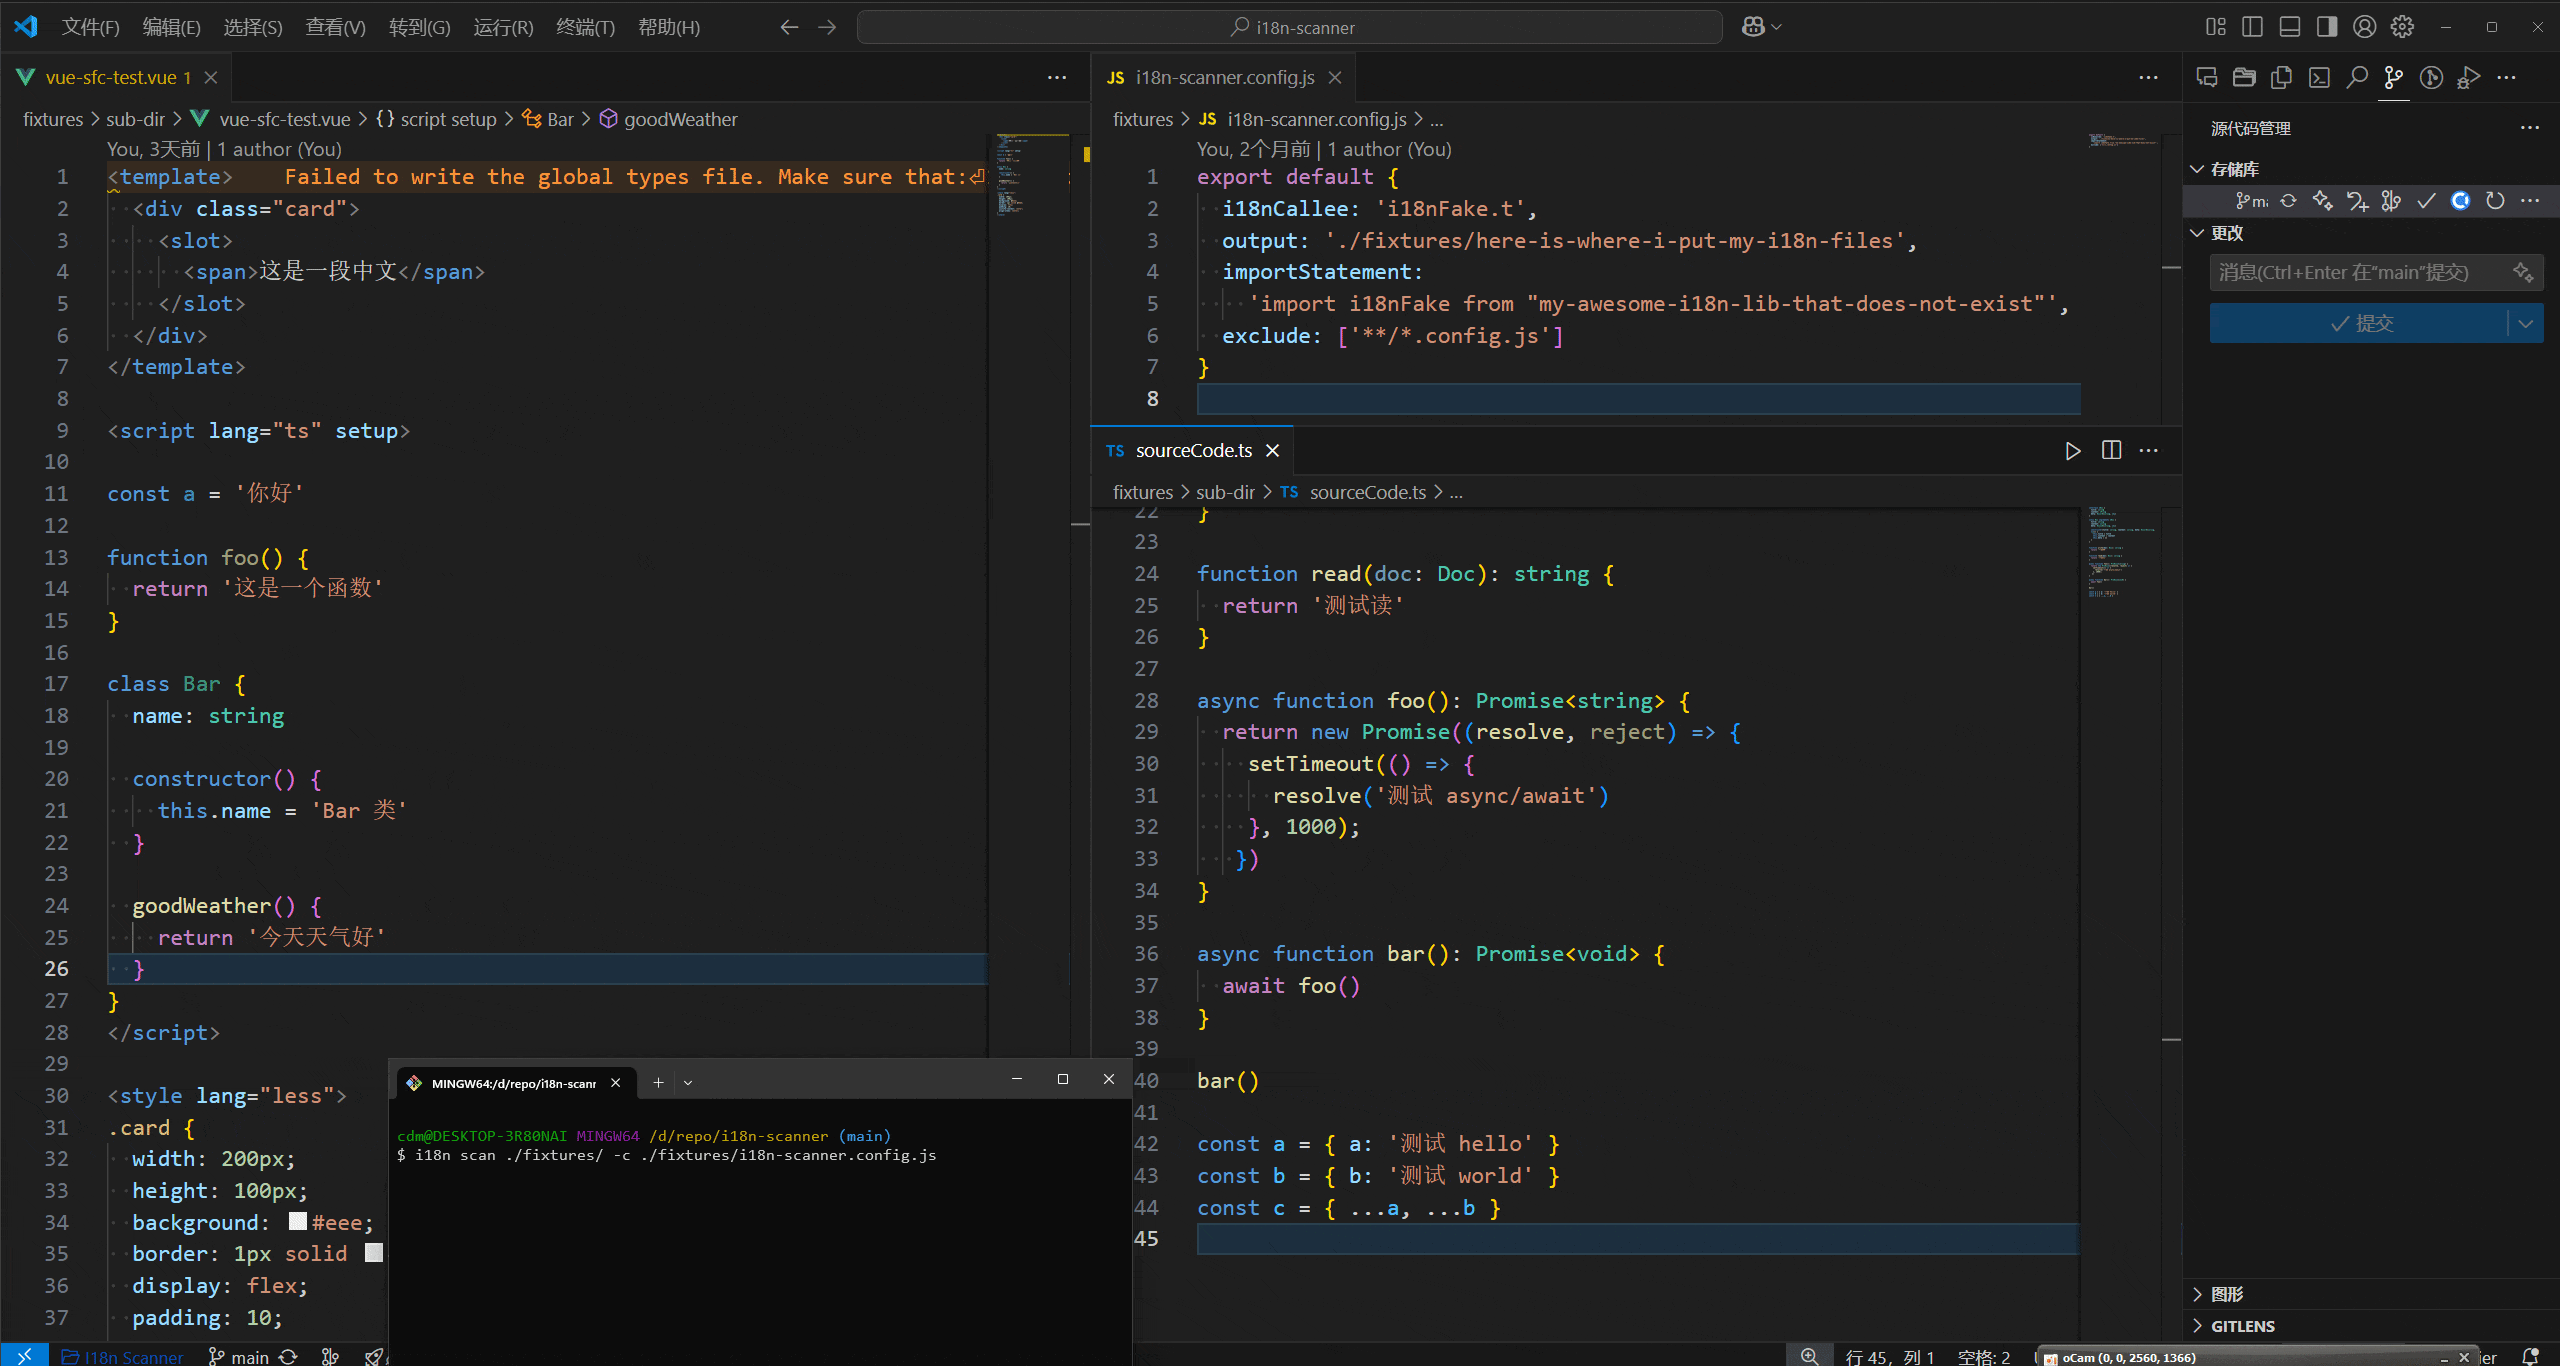 文件(F) 编辑(E) 选择(S) 查看(V) 转到(G) 运行(R) 终端(T) 帮助(H)
i18n-scanner
vue-sfc-test.vue 1
fixtures > sub-dir > vue-sfc-test.vue > {} script setup > Bar > goodWeather
You, 3天前 | 1 author (You)
1 <template> Failed to write the global types file. Make sure that:⏎
2 <div class="card">
3 <slot>
4 <span>这是一段中文</span>
5 </slot>
6 </div>
7 </template>
8
9 <script lang="ts" setup>
10
11 const a = '你好'
12
13 function foo() {
14 return '这是一个函数'
15 }
16
17 class Bar {
18 name: string
19
20 constructor() {
21 this.name = 'Bar 类'
22 }
23
24 goodWeather() {
25 return '今天天气好'
26 }
27 }
28 </script>
29
30 <style lang="less">
31 .card {
32 width: 200px;
33 height: 100px;
34 background: #eee;
35 border: 1px solid
36 display: flex;
37 padding: 10;
JS i18n-scanner.config.js
fixtures > JS i18n-scanner.config.js > ...
You, 2个月前 | 1 author (You)
1 export default {
2 i18nCallee: 'i18nFake.t',
3 output: './fixtures/here-is-where-i-put-my-i18n-files',
4 importStatement:
5 'import i18nFake from "my-awesome-i18n-lib-that-does-not-exist"',
6 exclude: ['**/*.config.js']
7 }
8
TS sourceCode.ts
fixtures > sub-dir > TS sourceCode.ts > ...
22 }
23
24 function read(doc: Doc): string {
25 return '测试读'
26 }
27
28 async function foo(): Promise<string> {
29 return new Promise((resolve, reject) => {
30 setTimeout(() => {
31 resolve('测试 async/await')
32 }, 1000);
33 })
34 }
35
36 async function bar(): Promise<void> {
37 await foo()
38 }
39
40 bar()
41
42 const a = { a: '测试 hello' }
43 const b = { b: '测试 world' }
44 const c = { ...a, ...b }
45
MINGW64:/d/repo/i18n-scanr
cdm@DESKTOP-3R80NAI MINGW64 /d/repo/i18n-scanner (main)
$ i18n scan ./fixtures/ -c ./fixtures/i18n-scanner.config.js
源代码管理
存储库
更改
消息(Ctrl+Enter 在"main"提交)
提交
图形
GITLENS
I18n Scanner main
行 45，列 1 空格: 2
oCam (0, 0, 2560, 1366)